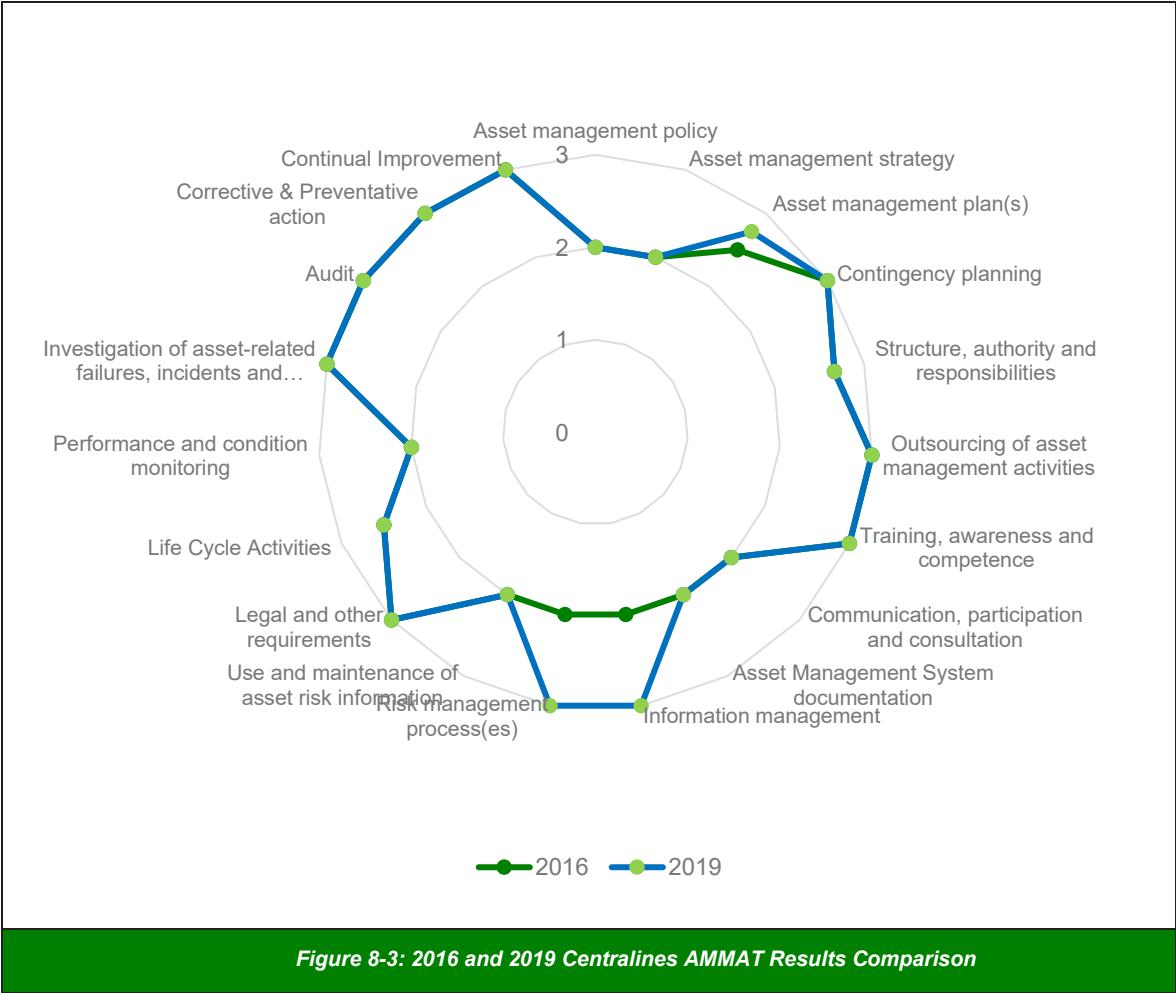 Asset management policy
3
Continual Improvement
Asset management strategy
Corrective & Preventative
action
Asset management plan(s)
2
Audit
Contingency planning
1
Investigation of asset-related
failures, incidents and…
Structure, authority and
responsibilities
0
Performance and condition
monitoring
Outsourcing of asset
management activities
Life Cycle Activities
Training, awareness and
competence
Legal and other
requirements
Communication, participation
and consultation
Use and maintenance of
asset risk information
Asset Management System
documentation
Risk management
process(es)
Information management
2016
2019
Figure 8-3: 2016 and 2019 Centralines AMMAT Results Comparison